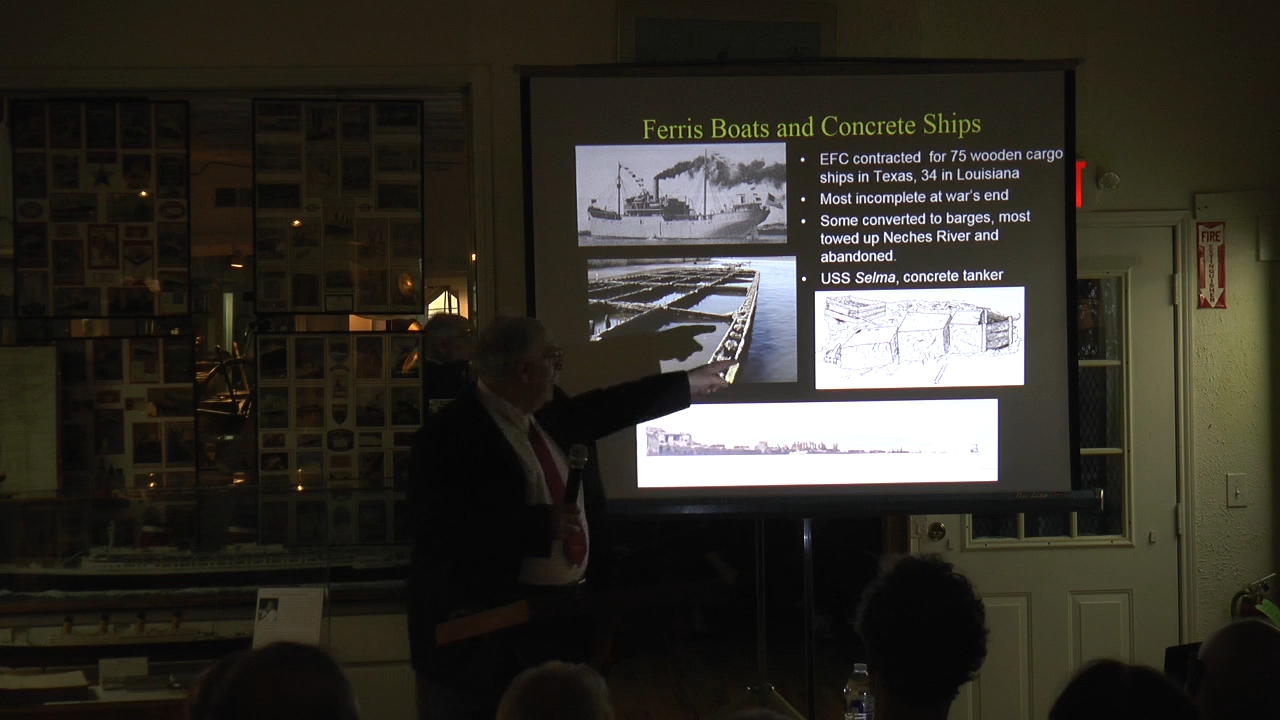 Ferris Boats and Concrete Ships
• EFC contracted for 75 wooden cargo
ships in Texas, 34 in Louisiana
• Most incomplete at war's end
• Some converted to barges, most
towed up Neches River and
abandoned.
• USS Selma, concrete tanker
FIRE
EXTINGUISHER